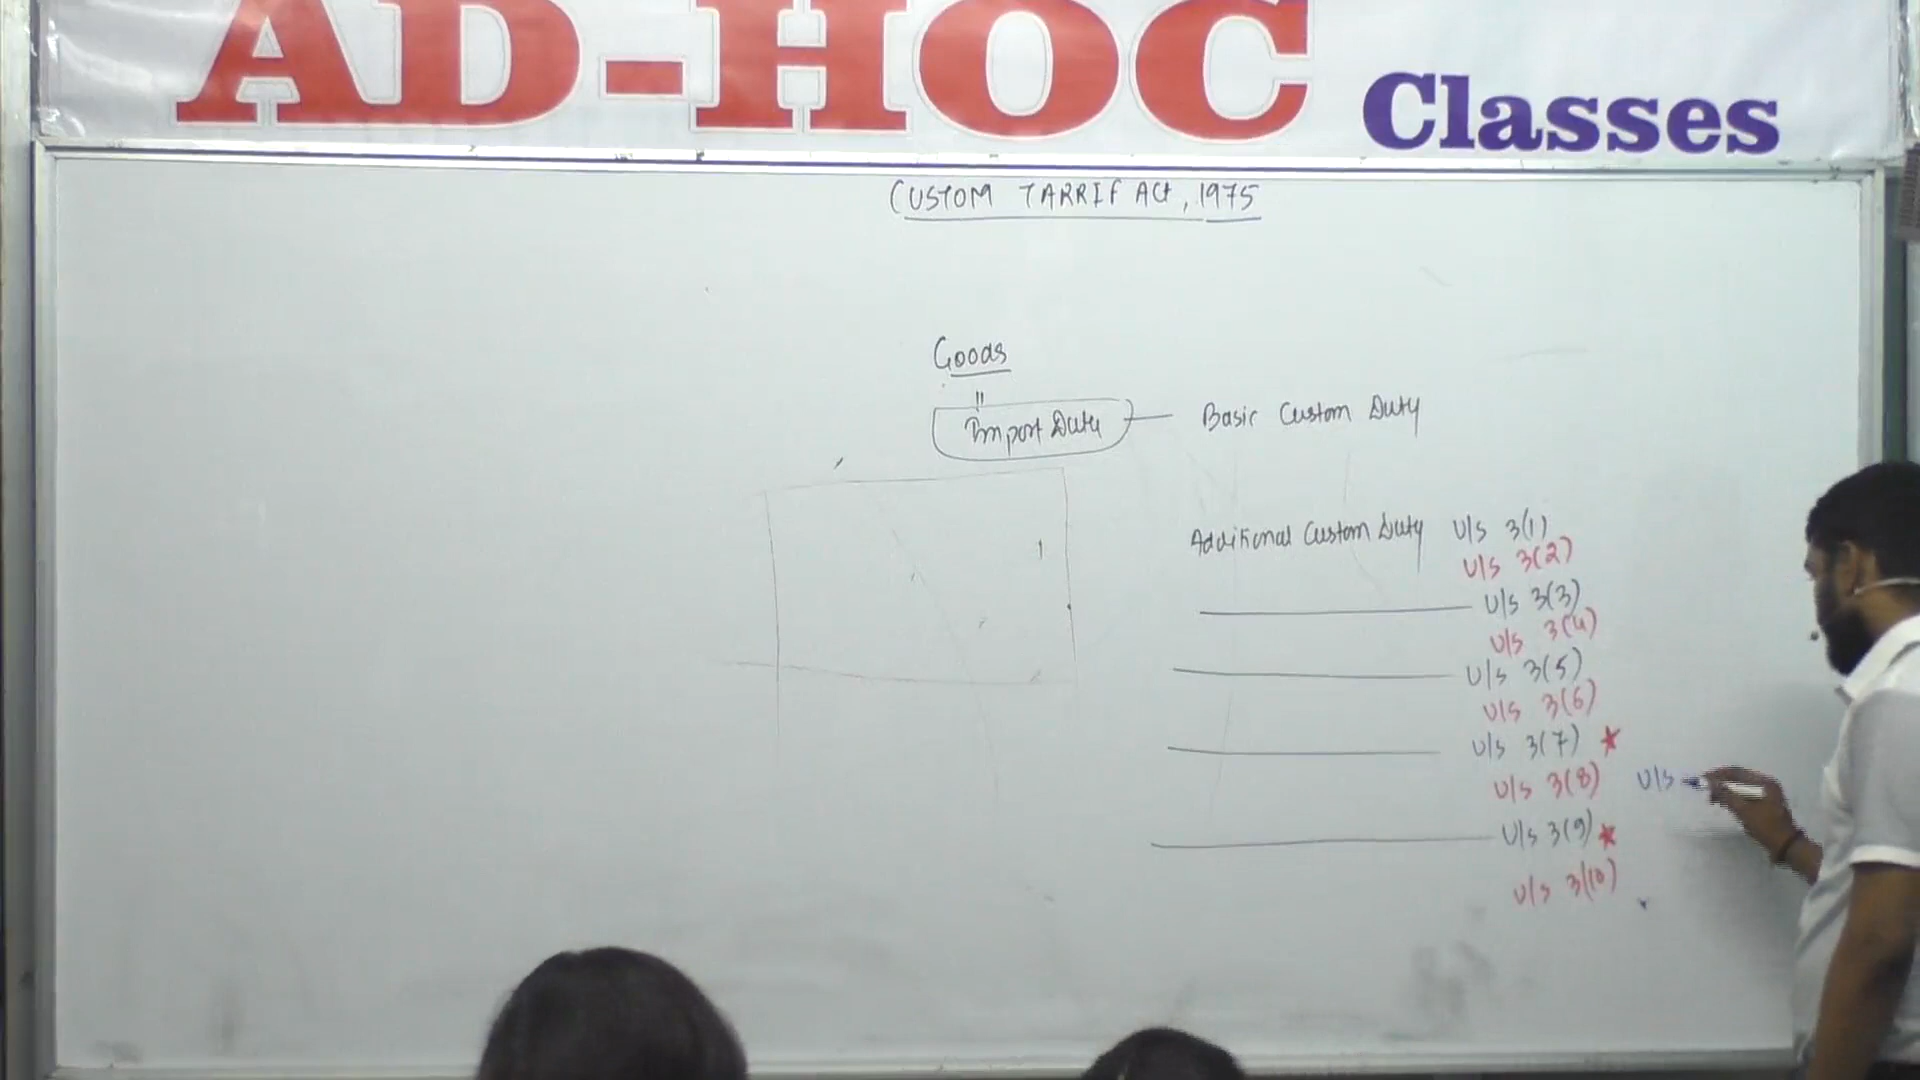 AD-HOC Classes
CUSTOM TARRIF ACt, 1975
Goods
Import Duty — Basic Custom Duty
Additional Custom Duty U/s 3(1)
U/s 3(2)
U/s 3(3)
U/s 3(4)
U/s 3(5)
U/s 3(6)
U/s 3(7) ★
U/s 3(8) U/s
U/s 3(9) ★
U/s 3(10)